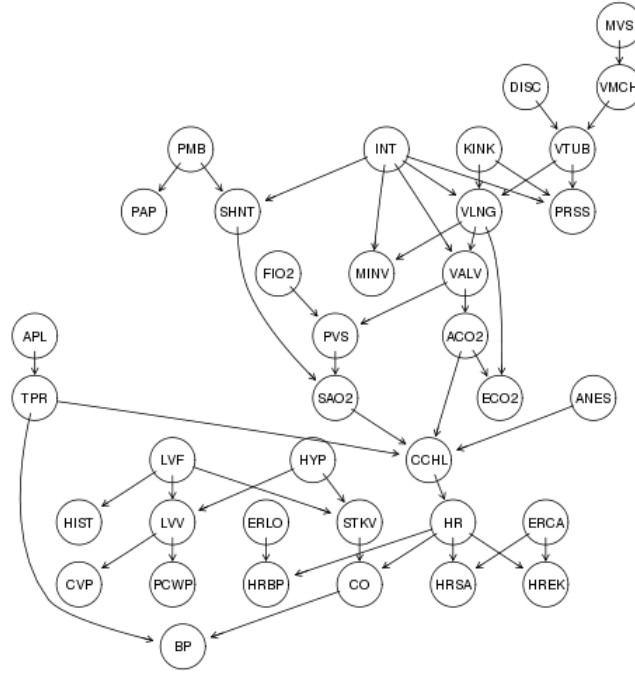 MVS
DISC VMCH
PMB INT KINK VTUB
PAP SHNT VLNG PRSS
FIO2 MINV VALV
APL PVS ACO2
TPR SAO2 ECO2 ANES
LVF HYP CCHL
HIST LVV ERLO STKV HR ERCA
CVP PCWP HRBP CO HRSA HREK
BP